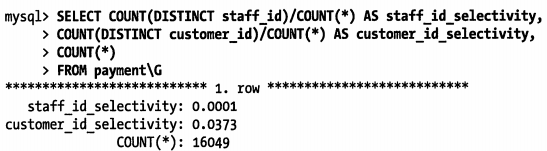 mysql> SELECT COUNT(DISTINCT staff_id)/COUNT(*) AS staff_id_selectivity,
> COUNT(DISTINCT customer_id)/COUNT(*) AS customer_id_selectivity,
> COUNT(*)
> FROM payment\G
*************************** 1. row ***************************
staff_id_selectivity: 0.0001
customer_id_selectivity: 0.0373
COUNT(*): 16049